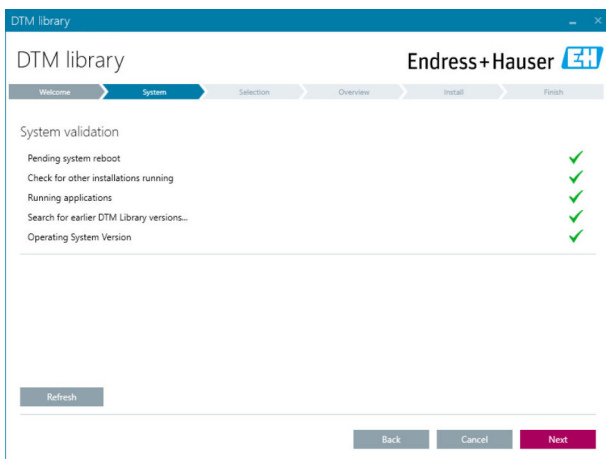 DTM library
DTM library
Endress+Hauser EH
Welcome System Selection Overview Install Finish
System validation
Pending system reboot
Check for other installations running
Running applications
Search for earlier DTM Library versions...
Operating System Version
Refresh
Back Cancel Next